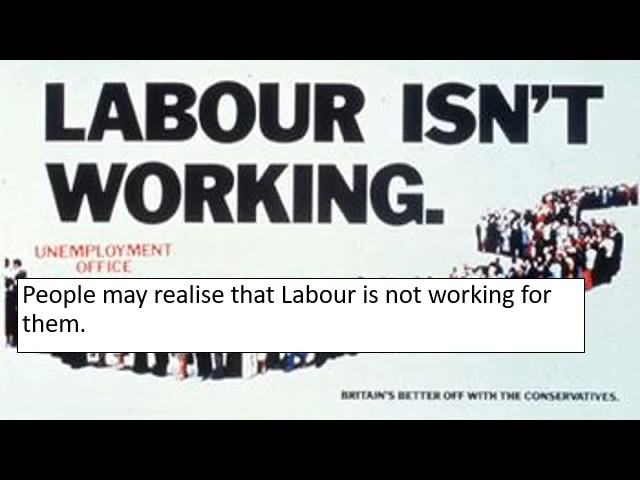 LABOUR ISN'T
WORKING.
UNEMPLOYMENT
OFFICE
People may realise that Labour is not working for
them.
BRITAIN'S BETTER OFF WITH THE CONSERVATIVES.